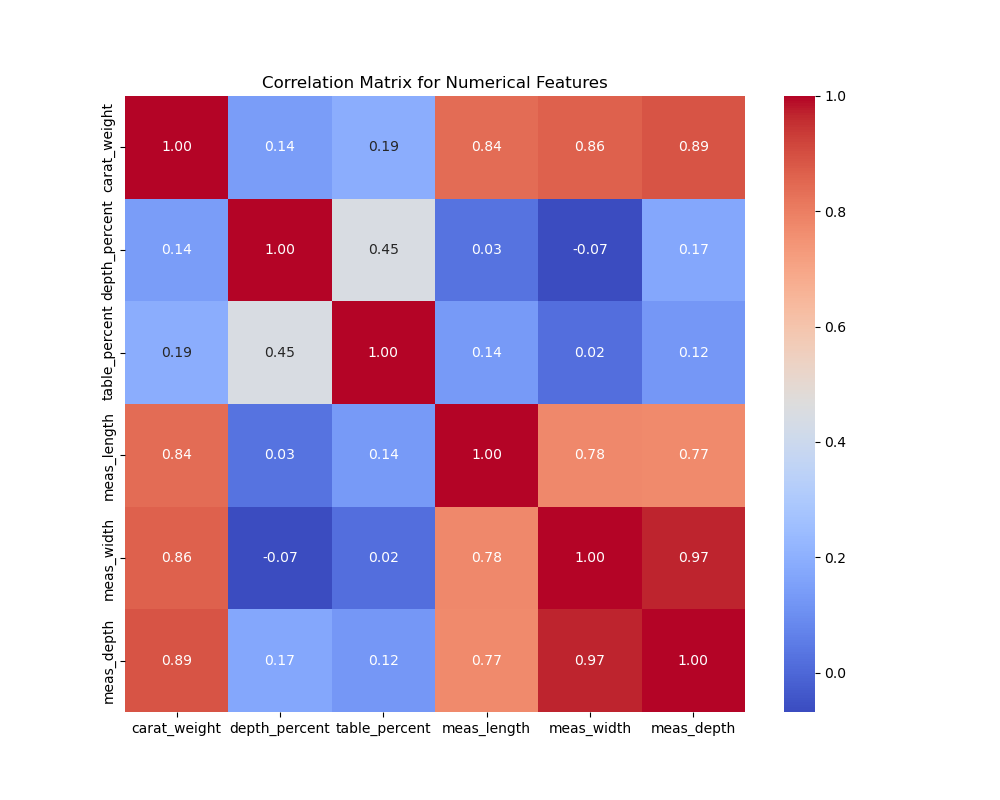 Correlation Matrix for Numerical Features
carat_weight
1.00 0.14 0.19 0.84 0.86 0.89
depth_percent
0.14 1.00 0.45 0.03 -0.07 0.17
table_percent
0.19 0.45 1.00 0.14 0.02 0.12
meas_length
0.84 0.03 0.14 1.00 0.78 0.77
meas_width
0.86 -0.07 0.02 0.78 1.00 0.97
meas_depth
0.89 0.17 0.12 0.77 0.97 1.00
carat_weight depth_percent table_percent meas_length meas_width meas_depth
1.0
0.8
0.6
0.4
0.2
0.0